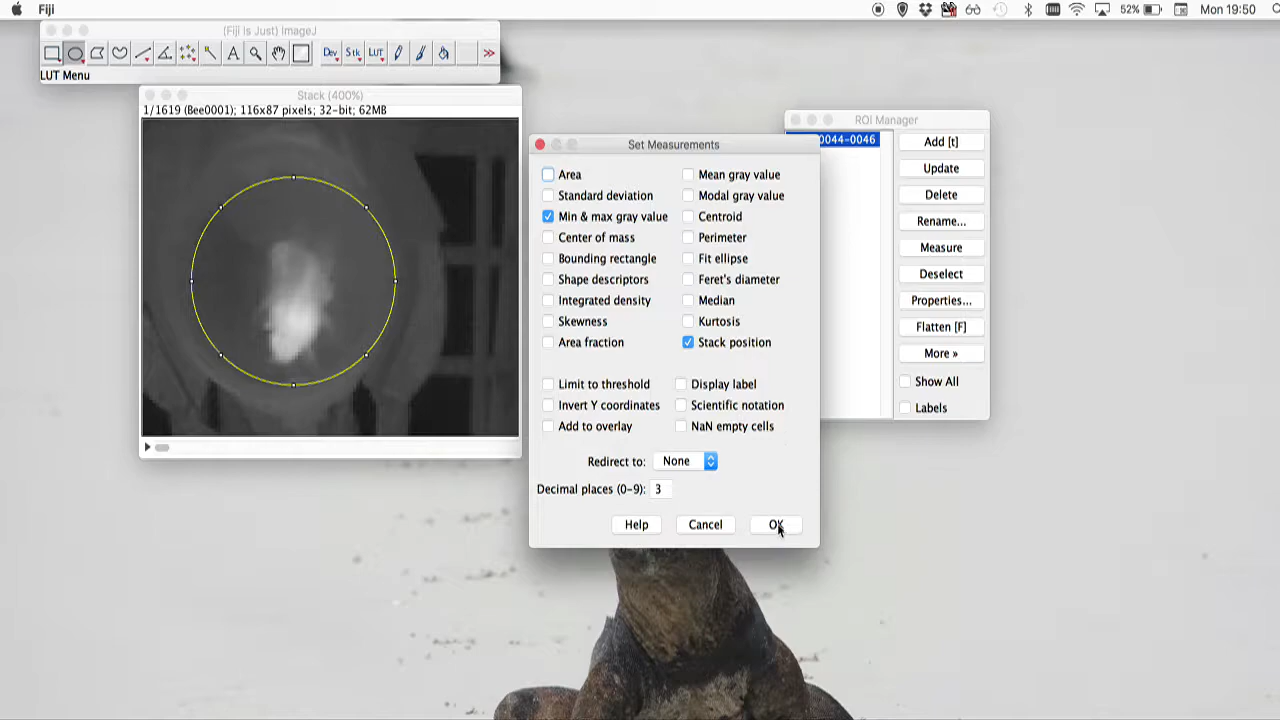 Fiji
52%
Mon 19:50
(Fiji Is Just) ImageJ
A
Dev
Stk
LUT
>>
LUT Menu
Stack (400%)
1/1619 (Bee0001); 116x87 pixels; 32-bit; 62MB
Set Measurements
Area
Mean gray value
Standard deviation
Modal gray value
Min & max gray value
Centroid
Center of mass
Perimeter
Bounding rectangle
Fit ellipse
Shape descriptors
Feret's diameter
Integrated density
Median
Skewness
Kurtosis
Area fraction
Stack position
Limit to threshold
Display label
Invert Y coordinates
Scientific notation
Add to overlay
NaN empty cells
Redirect to:
None
Decimal places (0-9):
3
Help
Cancel
OK
ROI Manager
0044-0046
Add [t]
Update
Delete
Rename...
Measure
Deselect
Properties...
Flatten [F]
More »
Show All
Labels